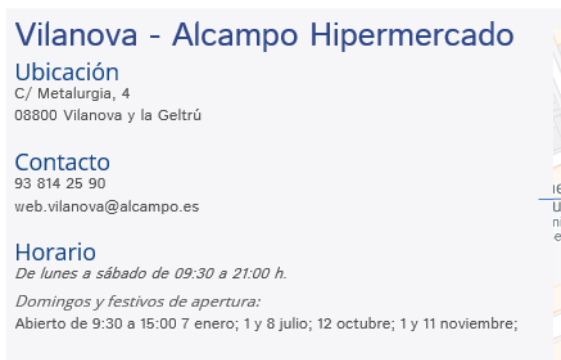 Vilanova - Alcampo Hipermercado
Ubicación
C/ Metalurgia, 4
08800 Vilanova y la Geltrú
Contacto
93 814 25 90
web.vilanova@alcampo.es
Horario
De lunes a sábado de 09:30 a 21:00 h.
Domingos y festivos de apertura:
Abierto de 9:30 a 15:00 7 enero; 1 y 8 julio; 12 octubre; 1 y 11 noviembre;